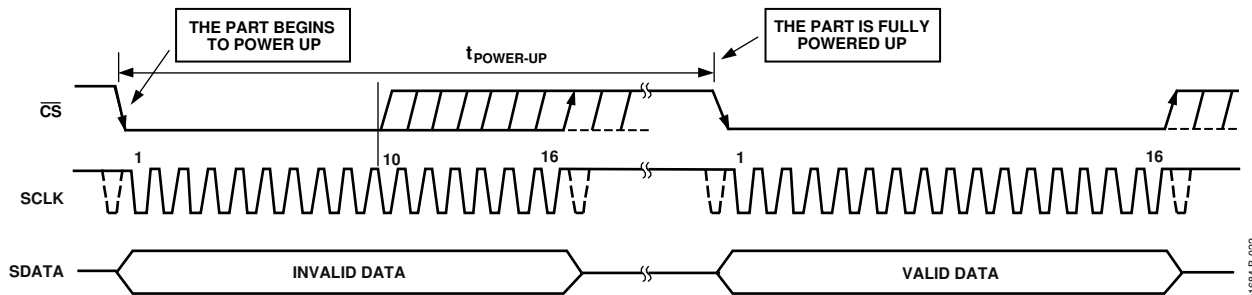 THE PART BEGINS
TO POWER UP
THE PART IS FULLY
POWERED UP
tPOWER-UP
CS
1
10
16
1
16
SCLK
SDATA
INVALID DATA
VALID DATA